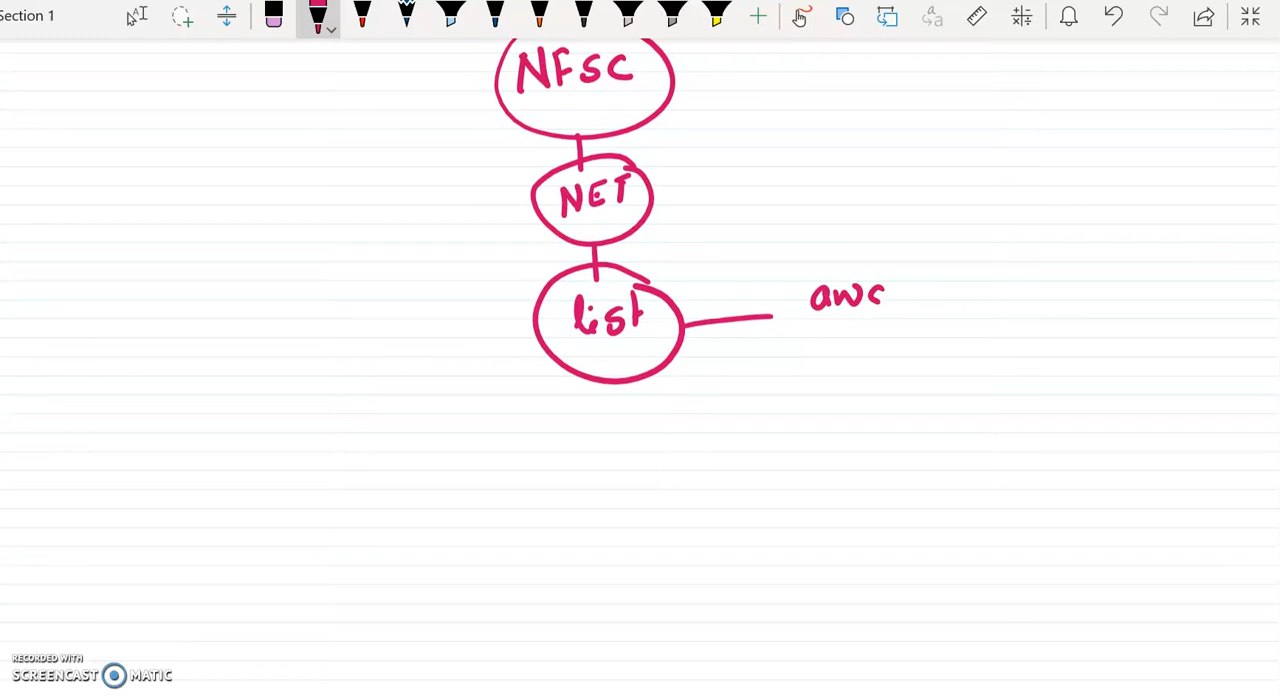 Section 1
NFSC
NET
list
awc
RECORDED WITH
SCREENCAST MATIC